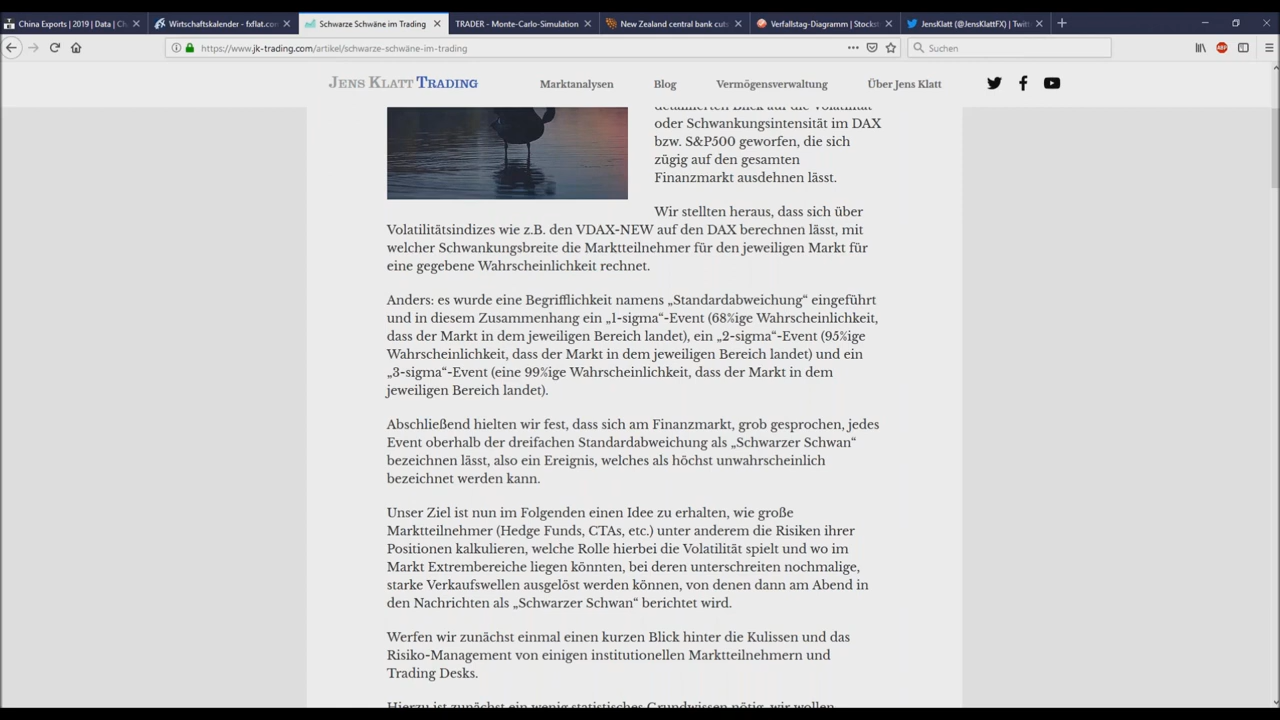 China Exports | 2019 | Data | Ch
Wirtschaftskalender - fxflat.com
Schwarze Schwäne im Trading
TRADER - Monte-Carlo-Simulation
New Zealand central bank cuts
Verfallstag-Diagramm | Stockst
JensKlatt (@JensKlattFX) | Twitt
https://www.jk-trading.com/artikel/schwarze-schwäne-im-trading
Suchen
ABP
JENS KLATT TRADING
Marktanalysen
Blog
Vermögensverwaltung
Über Jens Klatt
detaillierten Blick auf die Volatilität
oder Schwankungsintensität im DAX
bzw. S&P500 geworfen, die sich
zügig auf den gesamten
Finanzmarkt ausdehnen lässt.
Wir stellten heraus, dass sich über
Volatilitätsindizes wie z.B. den VDAX-NEW auf den DAX berechnen lässt, mit
welcher Schwankungsbreite die Marktteilnehmer für den jeweiligen Markt für
eine gegebene Wahrscheinlichkeit rechnet.
Anders: es wurde eine Begrifflichkeit namens „Standardabweichung“ eingeführt
und in diesem Zusammenhang ein „1-sigma“-Event (68%ige Wahrscheinlichkeit,
dass der Markt in dem jeweiligen Bereich landet), ein „2-sigma“-Event (95%ige
Wahrscheinlichkeit, dass der Markt in dem jeweiligen Bereich landet) und ein
„3-sigma“-Event (eine 99%ige Wahrscheinlichkeit, dass der Markt in dem
jeweiligen Bereich landet).
Abschließend hielten wir fest, dass sich am Finanzmarkt, grob gesprochen, jedes
Event oberhalb der dreifachen Standardabweichung als „Schwarzer Schwan“
bezeichnen lässt, also ein Ereignis, welches als höchst unwahrscheinlich
bezeichnet werden kann.
Unser Ziel ist nun im Folgenden einen Idee zu erhalten, wie große
Marktteilnehmer (Hedge Funds, CTAs, etc.) unter anderem die Risiken ihrer
Positionen kalkulieren, welche Rolle hierbei die Volatilität spielt und wo im
Markt Extrembereiche liegen könnten, bei deren unterschreiten nochmalige,
starke Verkaufswellen ausgelöst werden können, von denen dann am Abend in
den Nachrichten als „Schwarzer Schwan“ berichtet wird.
Werfen wir zunächst einmal einen kurzen Blick hinter die Kulissen und das
Risiko-Management von einigen institutionellen Marktteilnehmern und
Trading Desks.
Hierzu ist zunächst ein wenig statistisches Grundwissen nötig, wir wollen